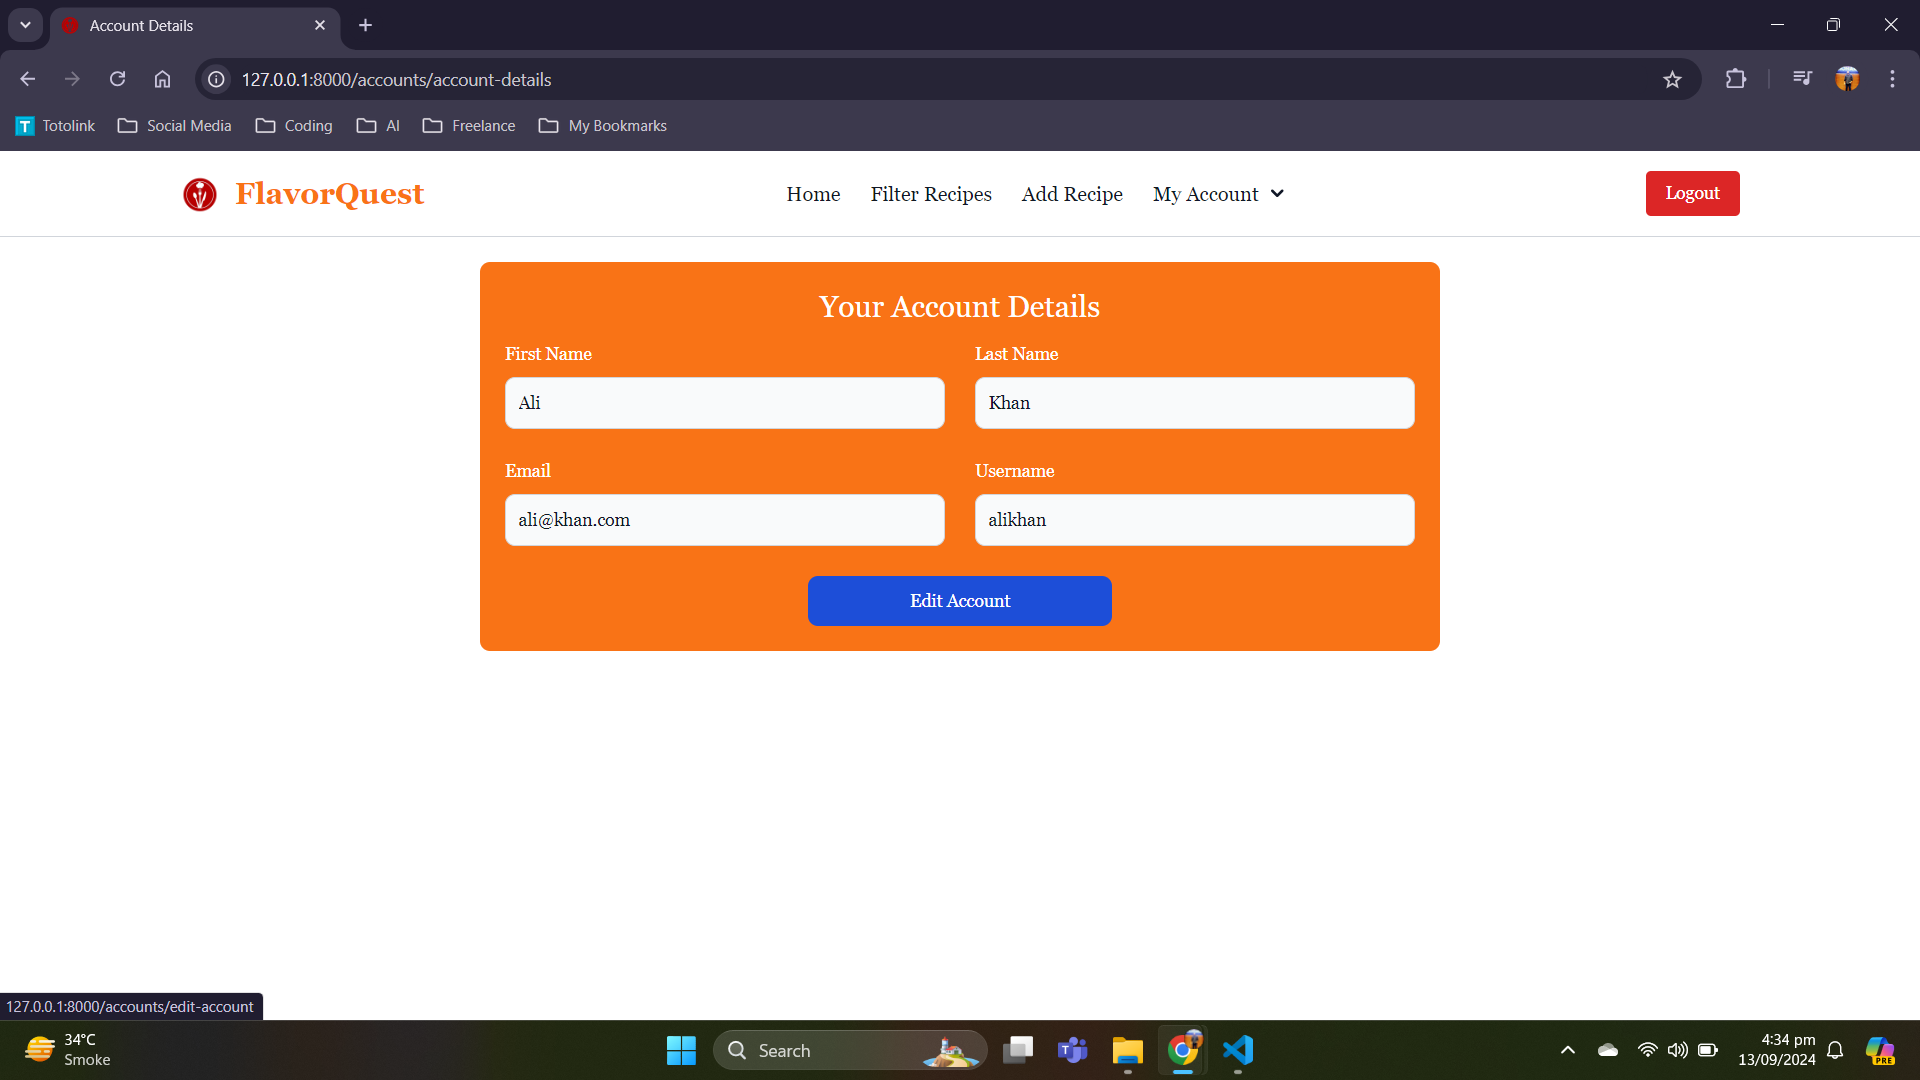 Account Details
127.0.0.1:8000/accounts/account-details
T Totolink Social Media Coding AI Freelance My Bookmarks
FlavorQuest Home Filter Recipes Add Recipe My Account Logout
Your Account Details
First Name Last Name
Ali Khan
Email Username
ali@khan.com alikhan
Edit Account
127.0.0.1:8000/accounts/edit-account
34°C
Smoke
Search
T
4:34 pm
13/09/2024
PRE